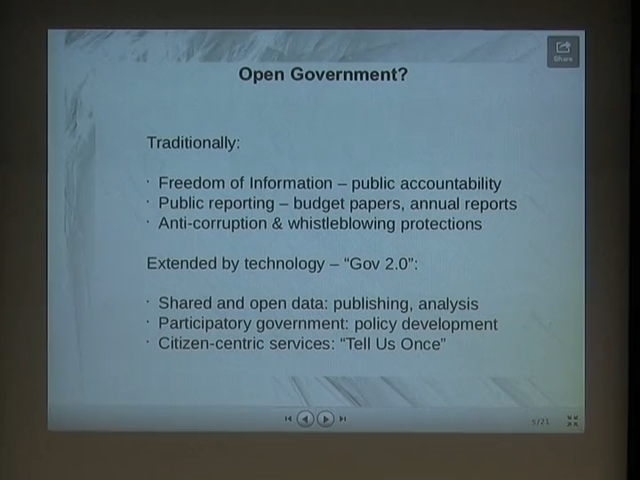 Share
Open Government?
Traditionally:
· Freedom of Information – public accountability
· Public reporting – budget papers, annual reports
· Anti-corruption & whistleblowing protections
Extended by technology – “Gov 2.0”:
· Shared and open data: publishing, analysis
· Participatory government: policy development
· Citizen-centric services: “Tell Us Once”
5/21